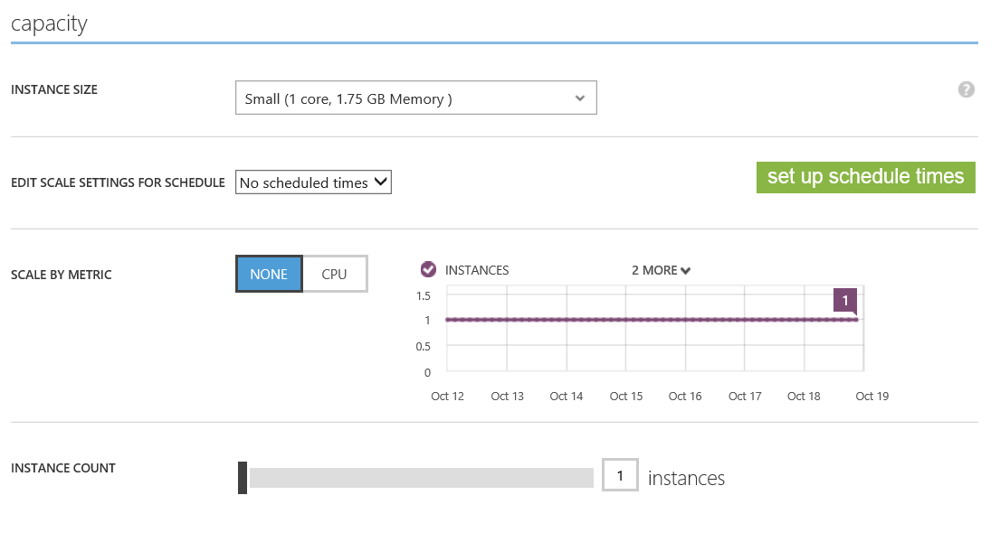 capacity
INSTANCE SIZE
Small (1 core, 1.75 GB Memory )
?
EDIT SCALE SETTINGS FOR SCHEDULE
No scheduled times
set up schedule times
SCALE BY METRIC
NONE
CPU
INSTANCES
2 MORE
1.5
1
0.5
0
1
Oct 12
Oct 13
Oct 14
Oct 15
Oct 16
Oct 17
Oct 18
Oct 19
INSTANCE COUNT
1
instances